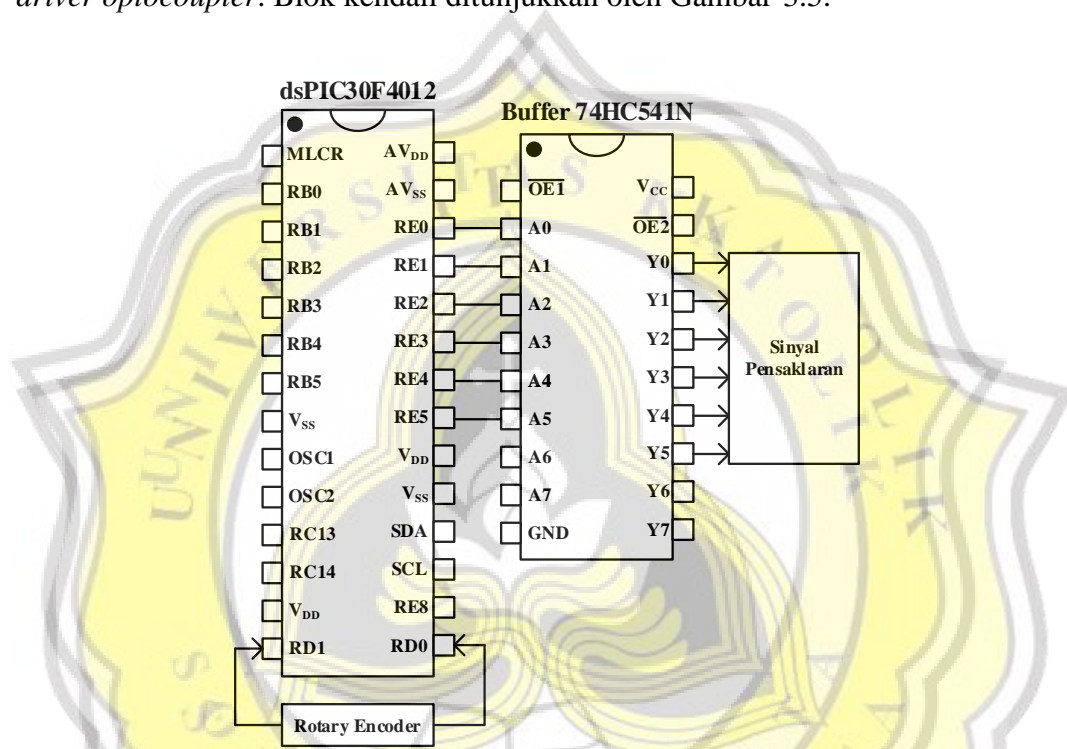 driver optocoupler. Blok kendali ditunjukkan oleh Gambar 3.5.
dsPIC30F4012
Buffer 74HC541N
MLCR AVDD
RB0 AVSS
RB1 RE0
RB2 RE1
RB3 RE2
RB4 RE3
RB5 RE4
VSS RE5
OSC1 VDD
OSC2 VSS
RC13 SDA
RC14 SCL
VDD RE8
RD1 RD0
OE1 VCC
A0 OE2
A1 Y0
A2 Y1
A3 Y2
A4 Y3
A5 Y4
A6 Y5
A7 Y6
GND Y7
Sinyal
Pensaklaran
Rotary Encoder
UNIVERSITAS KATOLIK